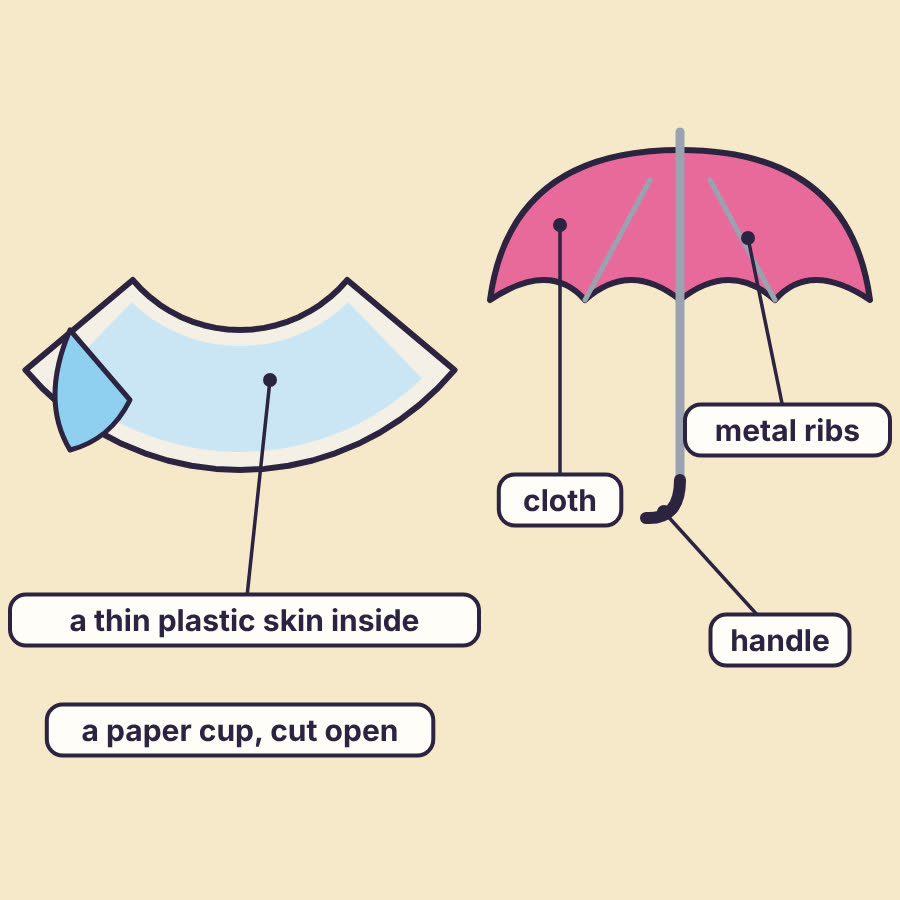 a thin plastic skin inside
a paper cup, cut open
cloth
metal ribs
handle